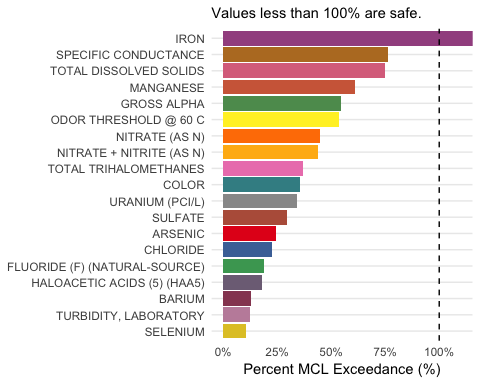 Values less than 100% are safe.
IRON
SPECIFIC CONDUCTANCE
TOTAL DISSOLVED SOLIDS
MANGANESE
GROSS ALPHA
ODOR THRESHOLD @ 60 C
NITRATE (AS N)
NITRATE + NITRITE (AS N)
TOTAL TRIHALOMETHANES
COLOR
URANIUM (PCI/L)
SULFATE
ARSENIC
CHLORIDE
FLUORIDE (F) (NATURAL-SOURCE)
HALOACETIC ACIDS (5) (HAA5)
BARIUM
TURBIDITY, LABORATORY
SELENIUM
0% 25% 50% 75% 100%
Percent MCL Exceedance (%)